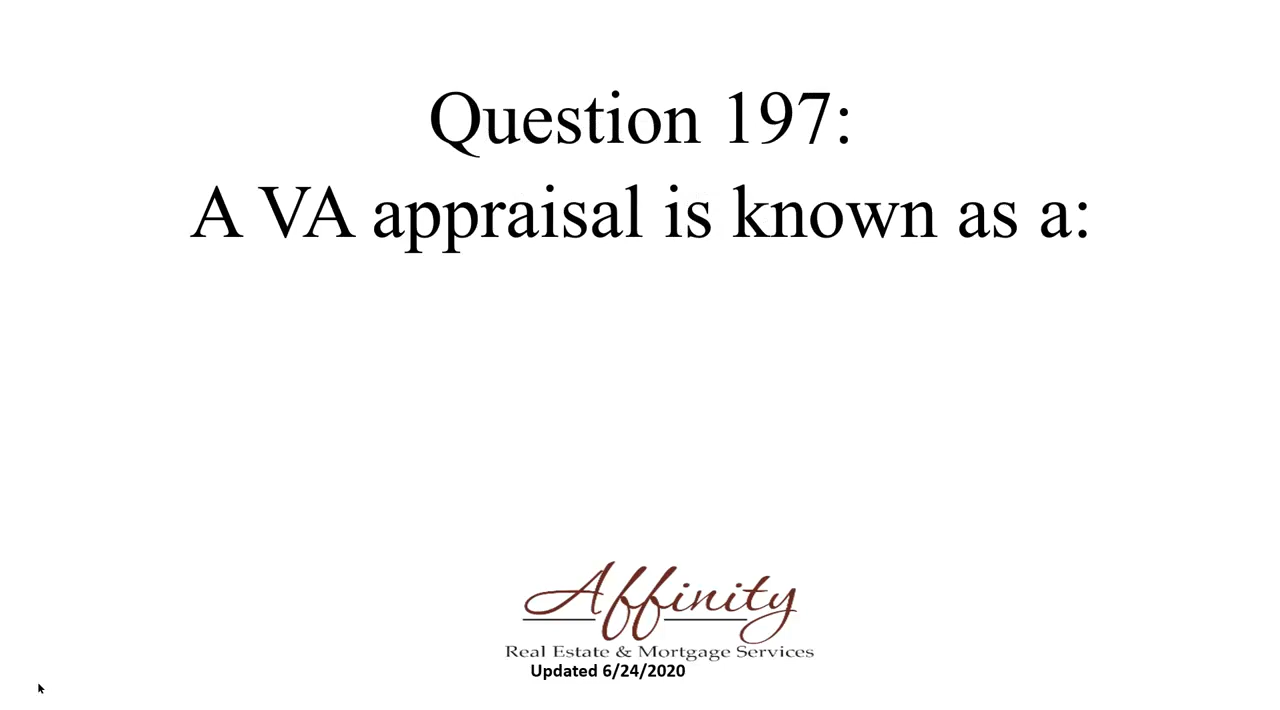 Question 197:
A VA appraisal is known as a:
Affinity
Real Estate & Mortgage Services
Updated 6/24/2020